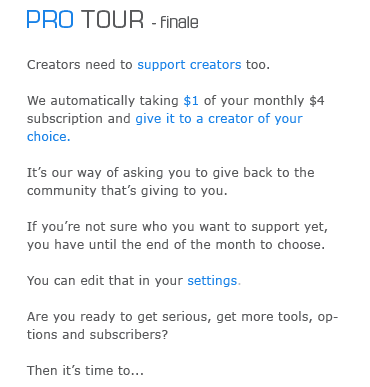 PRO TOUR - finale
Creators need to support creators too.
We automatically taking $1 of your monthly $4
subscription and give it to a creator of your
choice.
It’s our way of asking you to give back to the
community that’s giving to you.
If you’re not sure who you want to support yet,
you have until the end of the month to choose.
You can edit that in your settings.
Are you ready to get serious, get more tools, op-
tions and subscribers?
Then it’s time to...